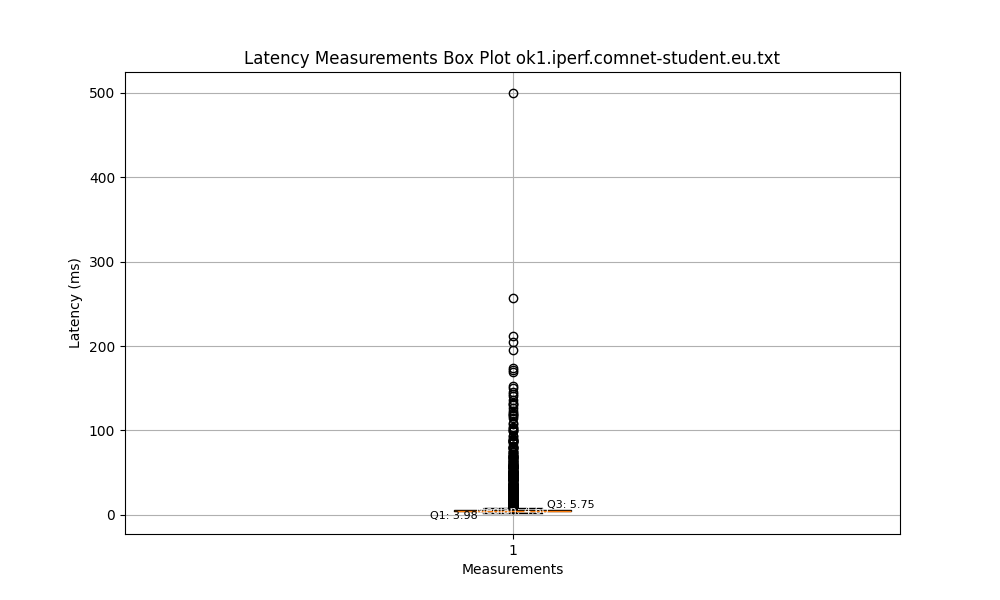 Latency Measurements Box Plot ok1.iperf.comnet-student.eu.txt
500
400
300
200
100
0
Latency (ms)
Q3: 5.75
Q1: 3.98
1
Measurements